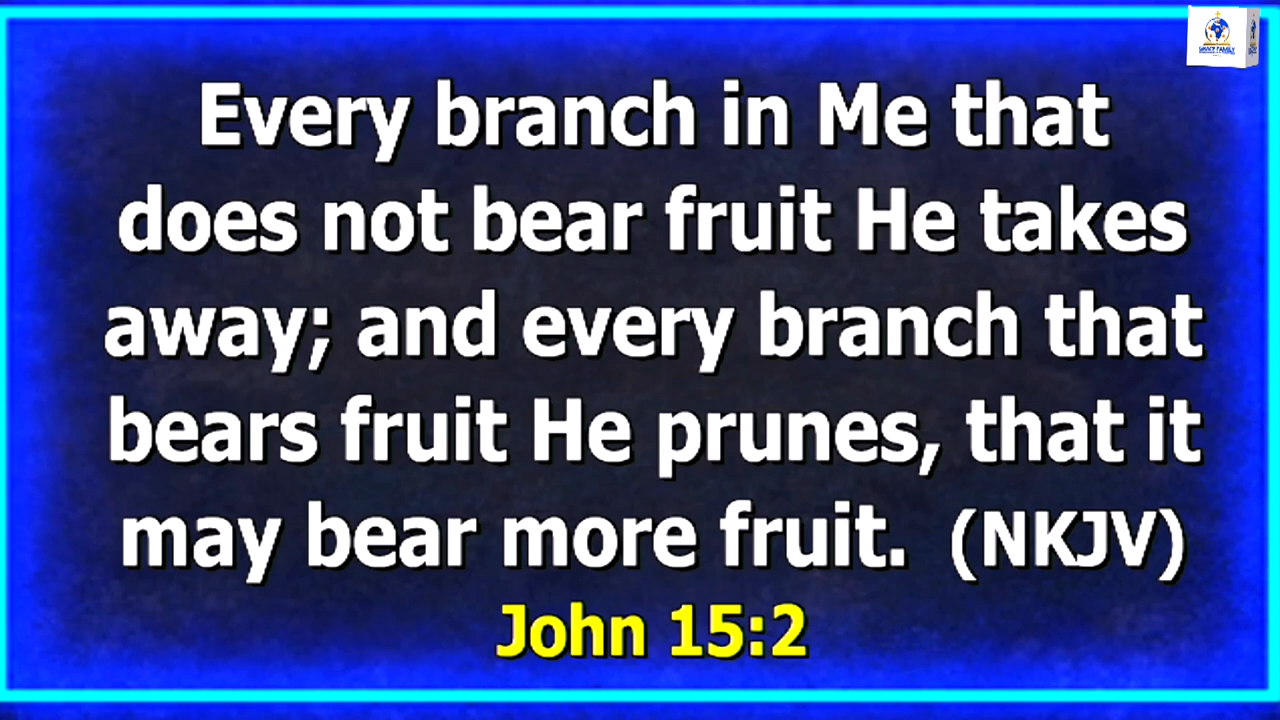 Every branch in Me that
does not bear fruit He takes
away; and every branch that
bears fruit He prunes, that it
may bear more fruit. (NKJV)
John 15:2